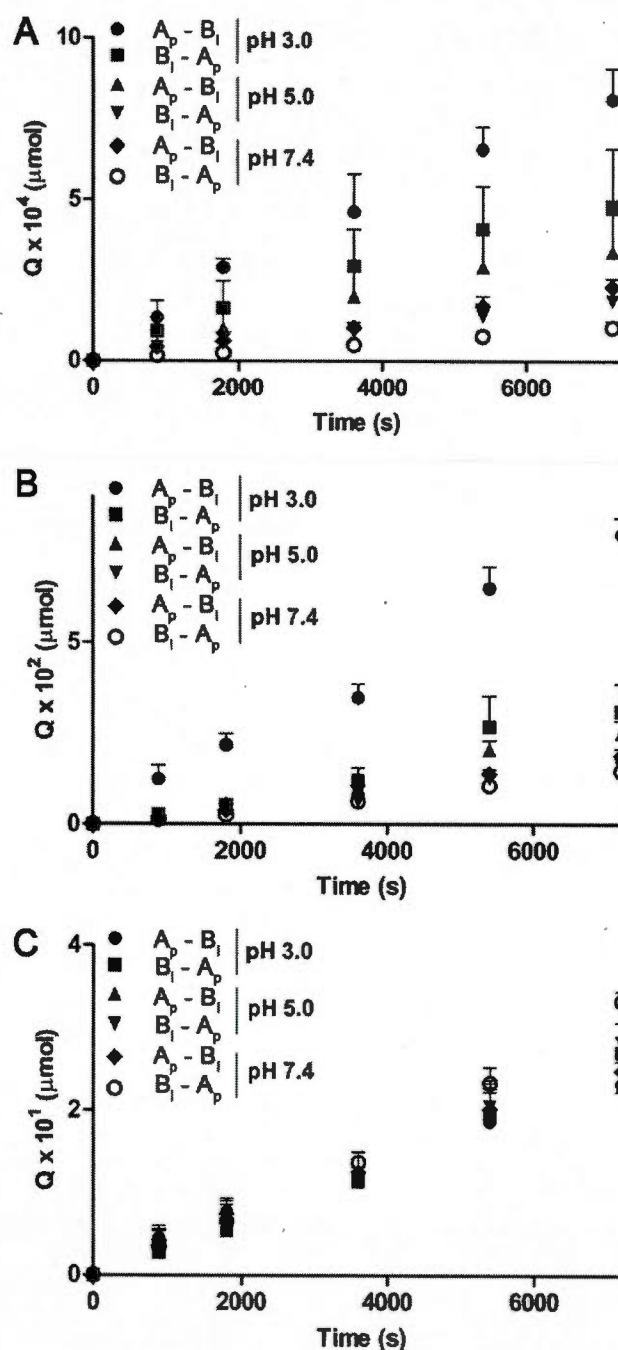 A
10
5
0
Q x 10⁴ (μmol)
Aₚ - Bₗ
Bₗ - Aₚ
pH 3.0
Aₚ - Bₗ
Bₗ - Aₚ
pH 5.0
Aₚ - Bₗ
Bₗ - Aₚ
pH 7.4
0 2000 4000 6000
Time (s)
B
5
0
Q x 10² (μmol)
Aₚ - Bₗ
Bₗ - Aₚ
pH 3.0
Aₚ - Bₗ
Bₗ - Aₚ
pH 5.0
Aₚ - Bₗ
Bₗ - Aₚ
pH 7.4
0 2000 4000 6000
Time (s)
C
4
2
0
Q x 10¹ (μmol)
Aₚ - Bₗ
Bₗ - Aₚ
pH 3.0
Aₚ - Bₗ
Bₗ - Aₚ
pH 5.0
Aₚ - Bₗ
Bₗ - Aₚ
pH 7.4
0 2000 4000 6000
Time (s)